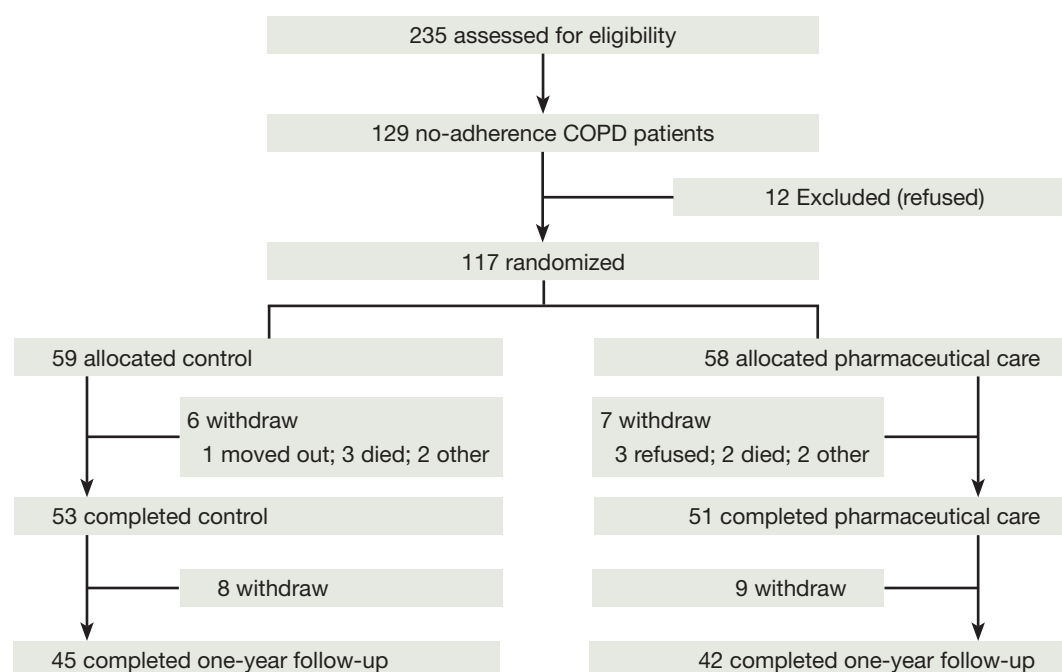 235 assessed for eligibility
129 no-adherence COPD patients
12 Excluded (refused)
117 randomized
59 allocated control
58 allocated pharmaceutical care
6 withdraw
1 moved out; 3 died; 2 other
7 withdraw
3 refused; 2 died; 2 other
53 completed control
51 completed pharmaceutical care
8 withdraw
9 withdraw
45 completed one-year follow-up
42 completed one-year follow-up